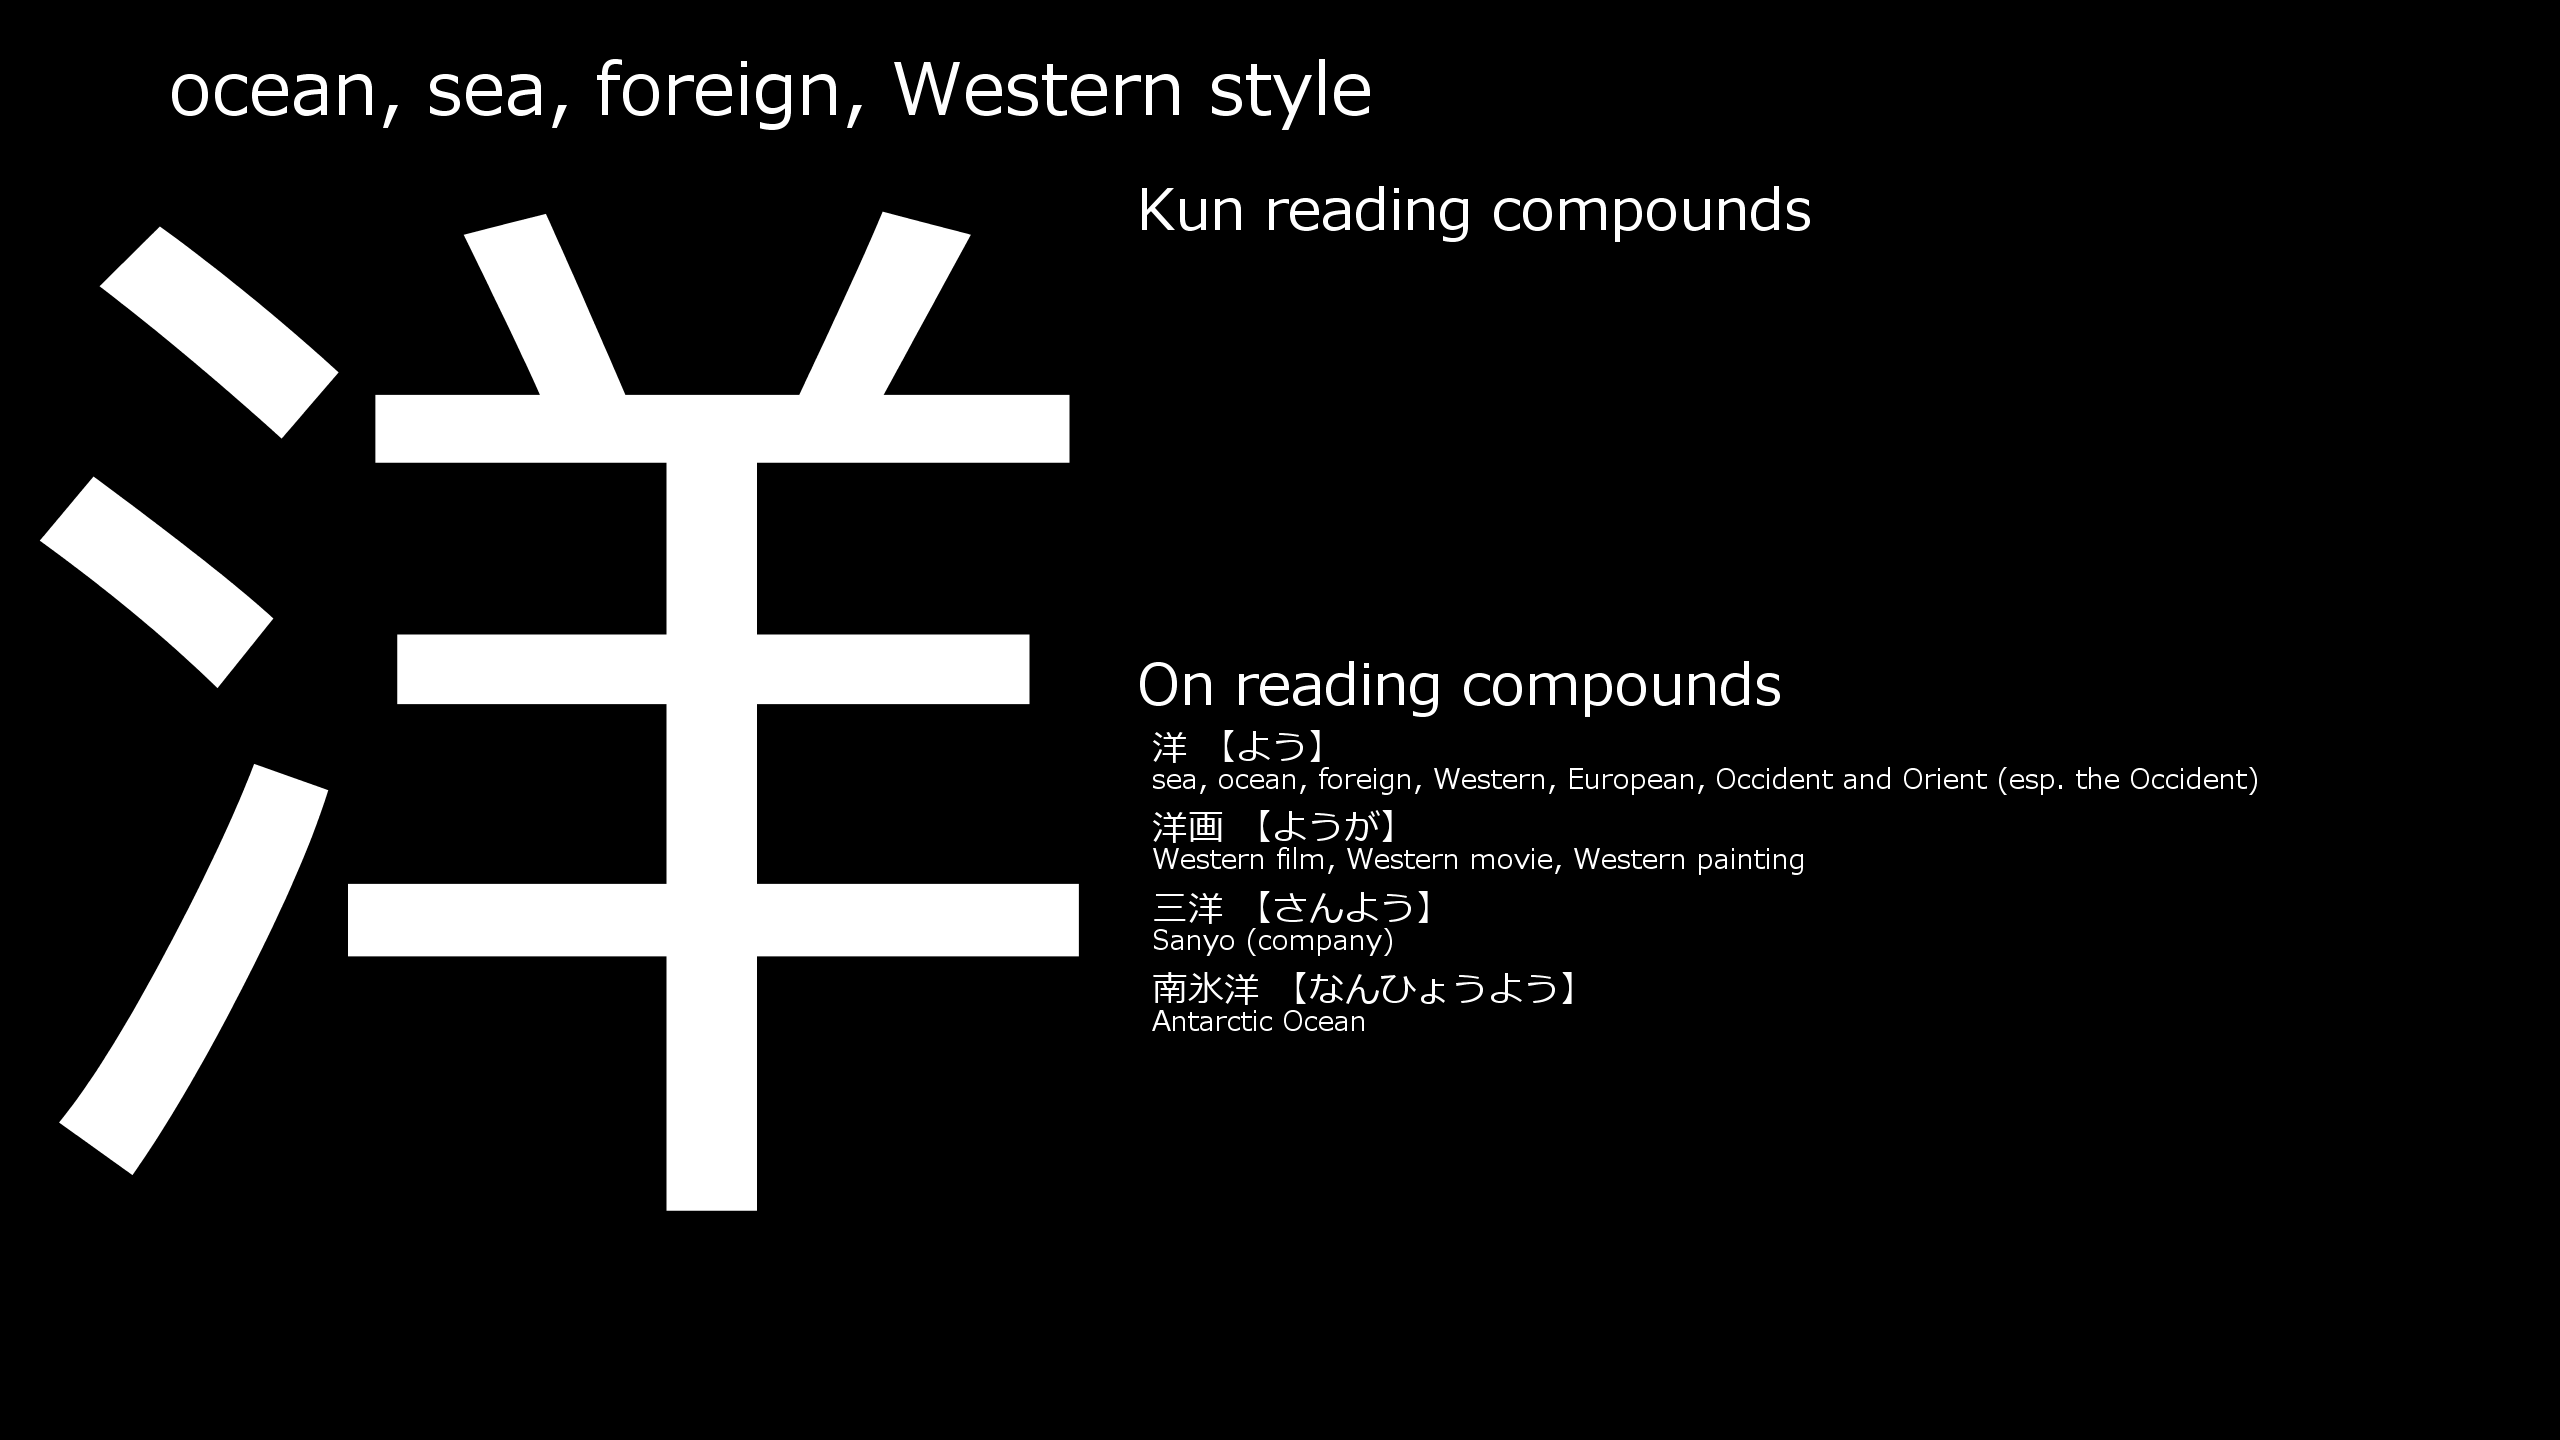 ocean, sea, foreign, Western style
洋
Kun reading compounds
On reading compounds
洋 【よう】
sea, ocean, foreign, Western, European, Occident and Orient (esp. the Occident)
洋画 【ようが】
Western film, Western movie, Western painting
三洋 【さんよう】
Sanyo (company)
南氷洋 【なんひょうよう】
Antarctic Ocean